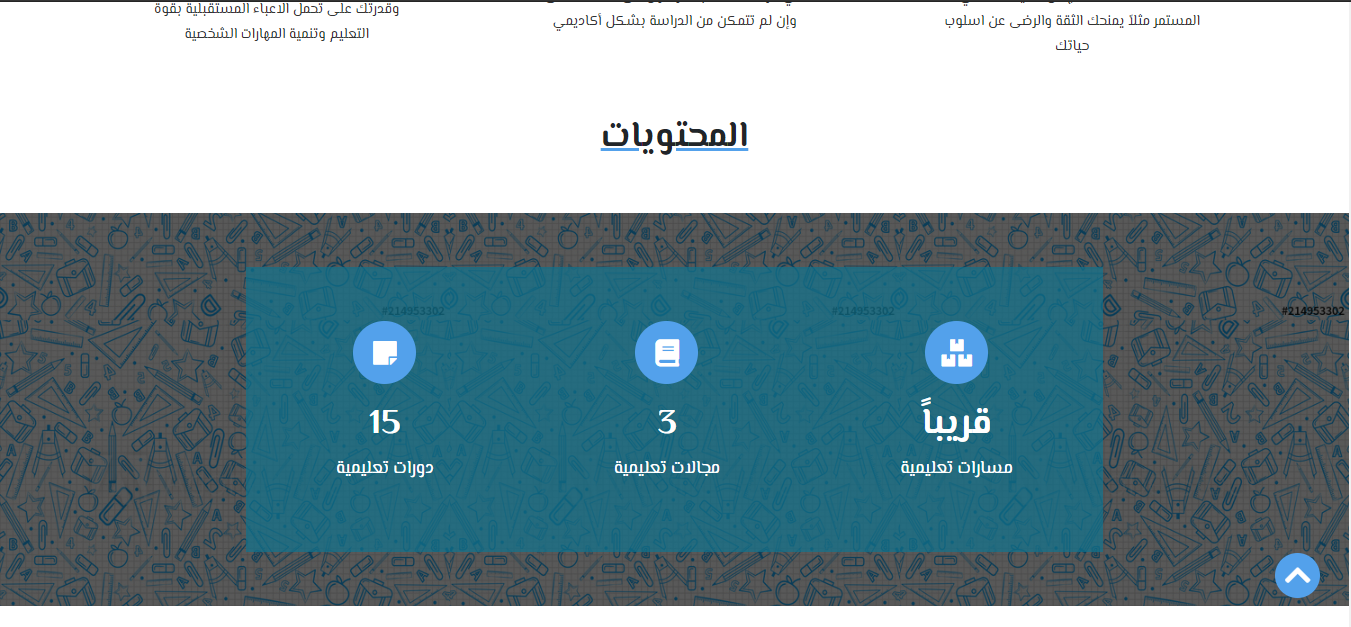 المستمر مثلاً يمنحك الثقة والرضى عن اسلوب
حياتك
وإن لم تتمكن من الدراسة بشكل أكاديمي
وقدرتك على تحمل الاعباء المستقبلية بقوة
التعليم وتنمية المهارات الشخصية
المحتويات
#214953302
#214953302
#214953302
قريباً
مسارات تعليمية
3
مجالات تعليمية
15
دورات تعليمية